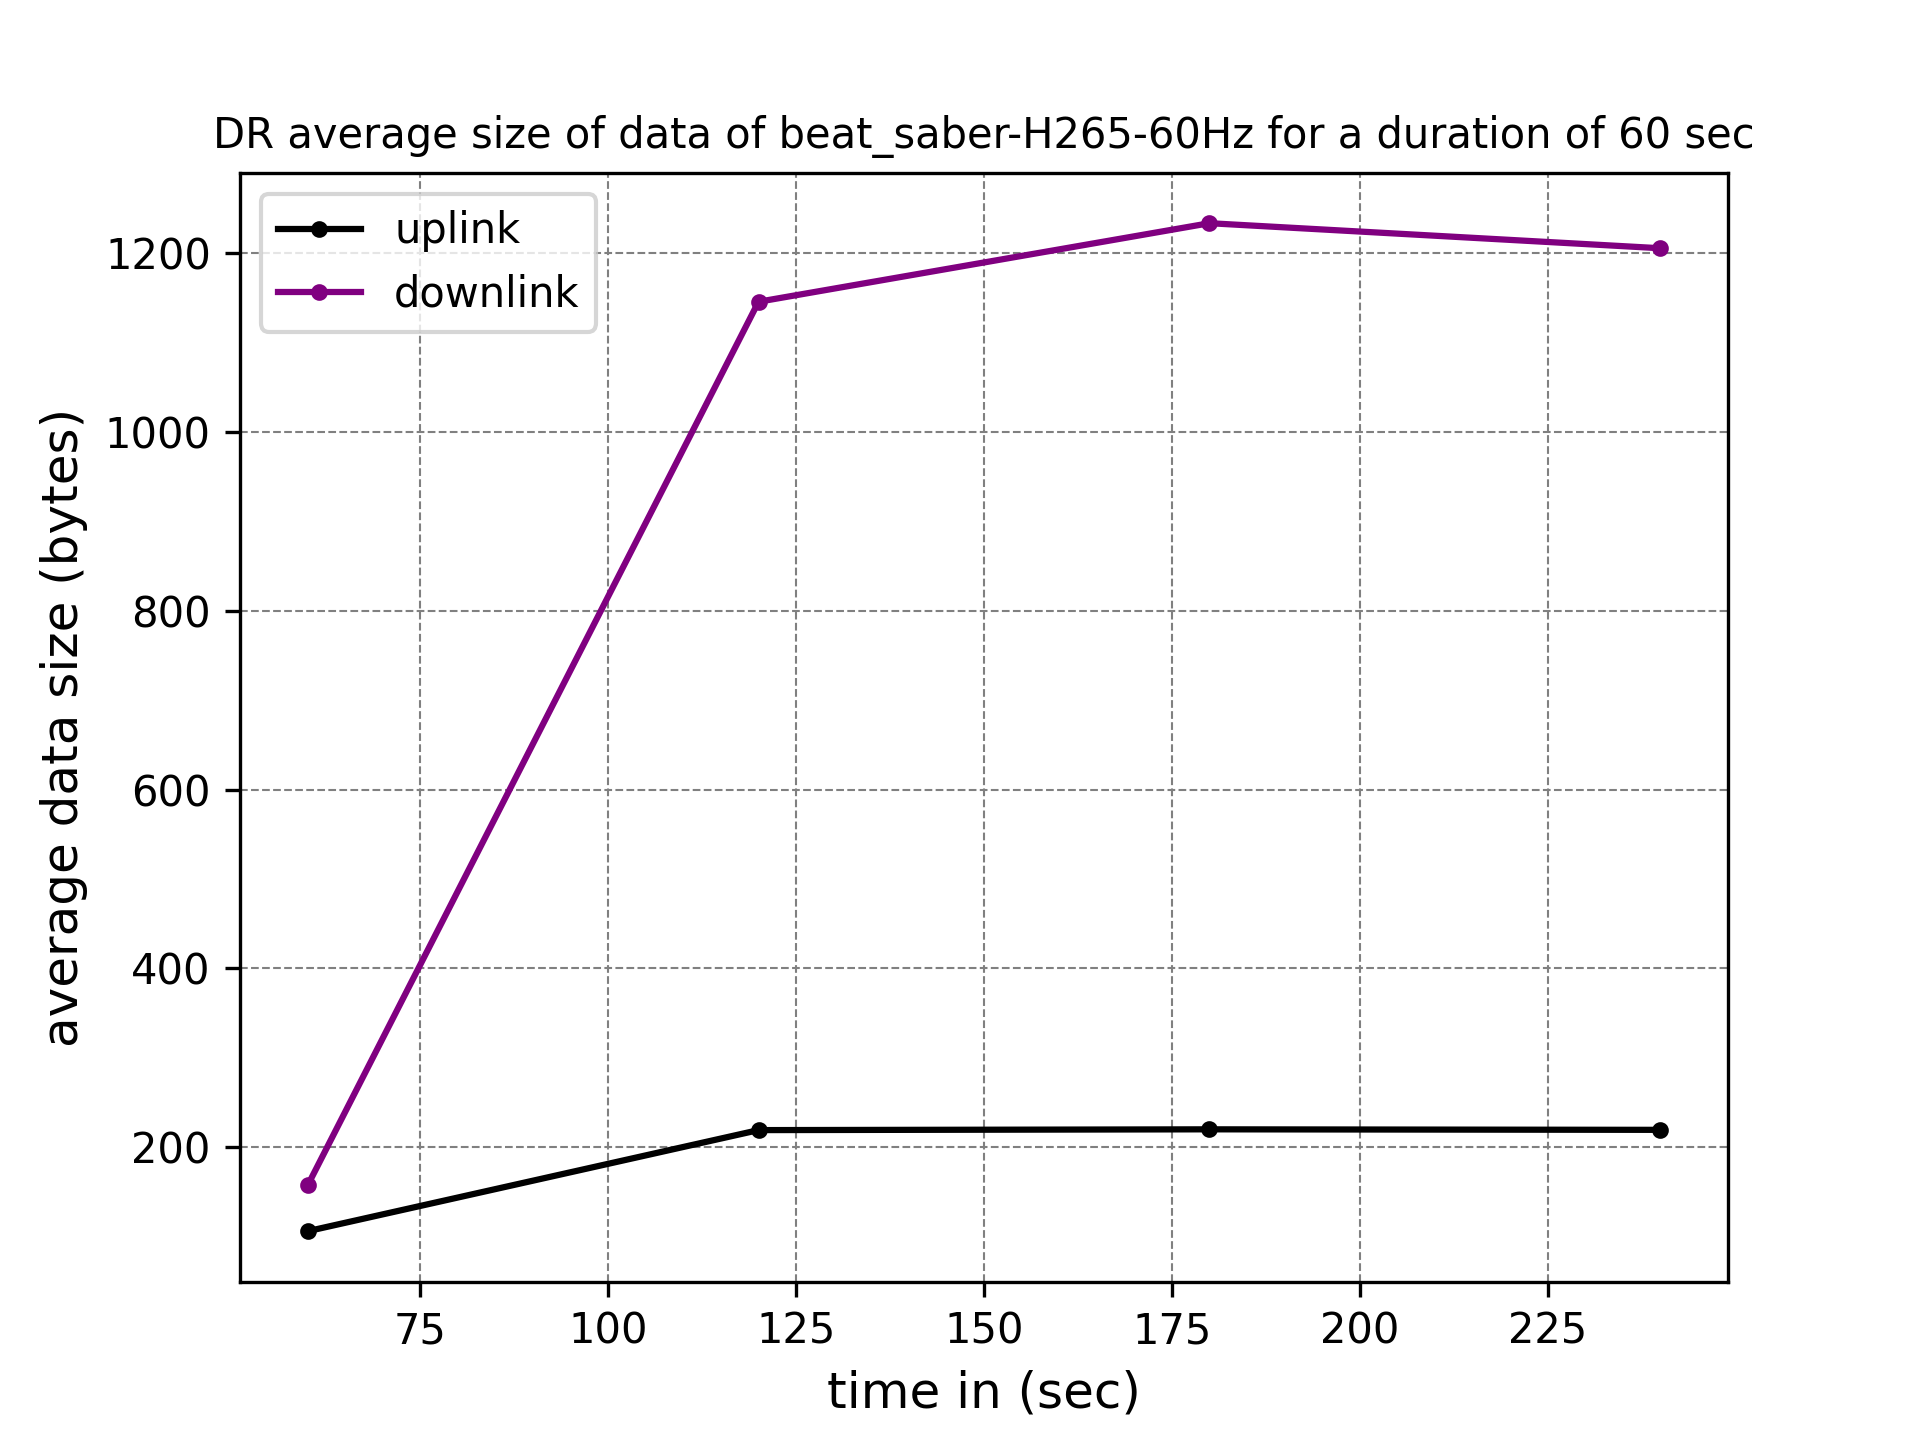 DR average size of data of beat_saber-H265-60Hz for a duration of 60 sec
uplink
downlink
1200
1000
800
600
400
200
average data size (bytes)
75 100 125 150 175 200 225
time in (sec)